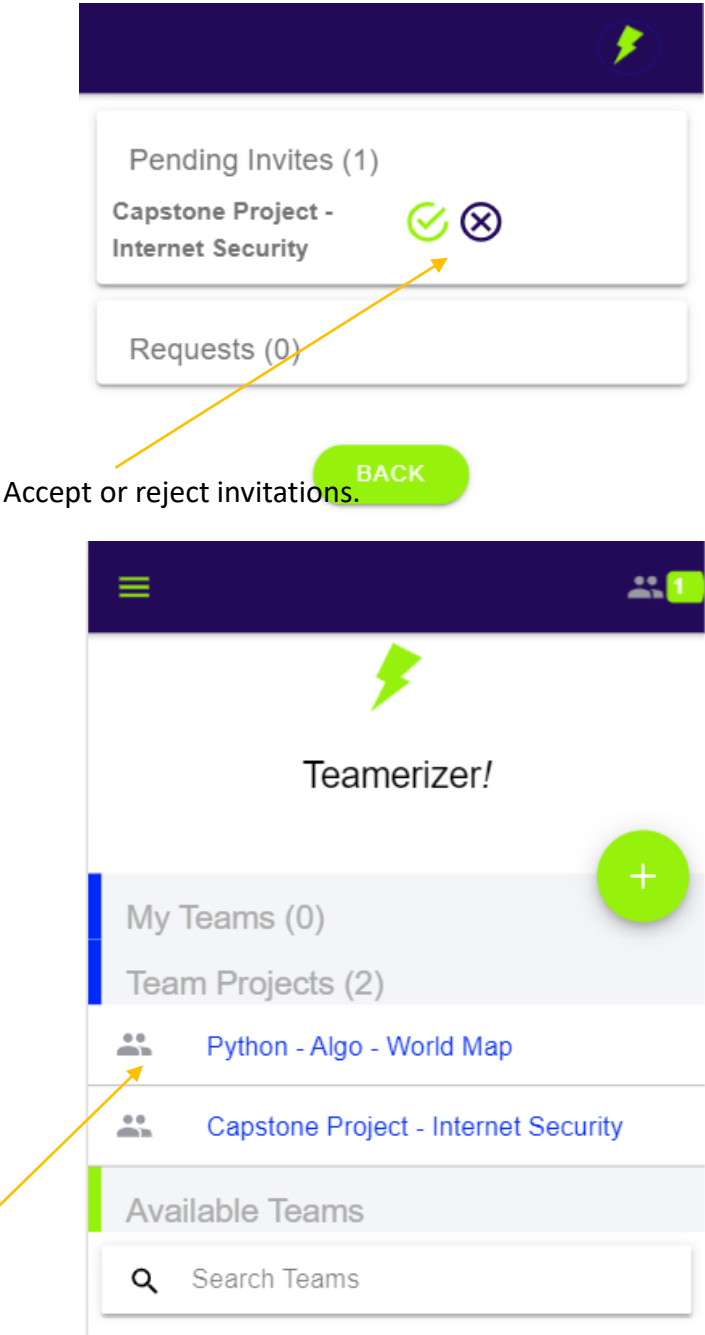 Pending Invites (1)
Capstone Project -
Internet Security
Requests (0)
BACK
Accept or reject invitations.
1
Teamerizer!
+
My Teams (0)
Team Projects (2)
Python - Algo - World Map
Capstone Project - Internet Security
Available Teams
Search Teams